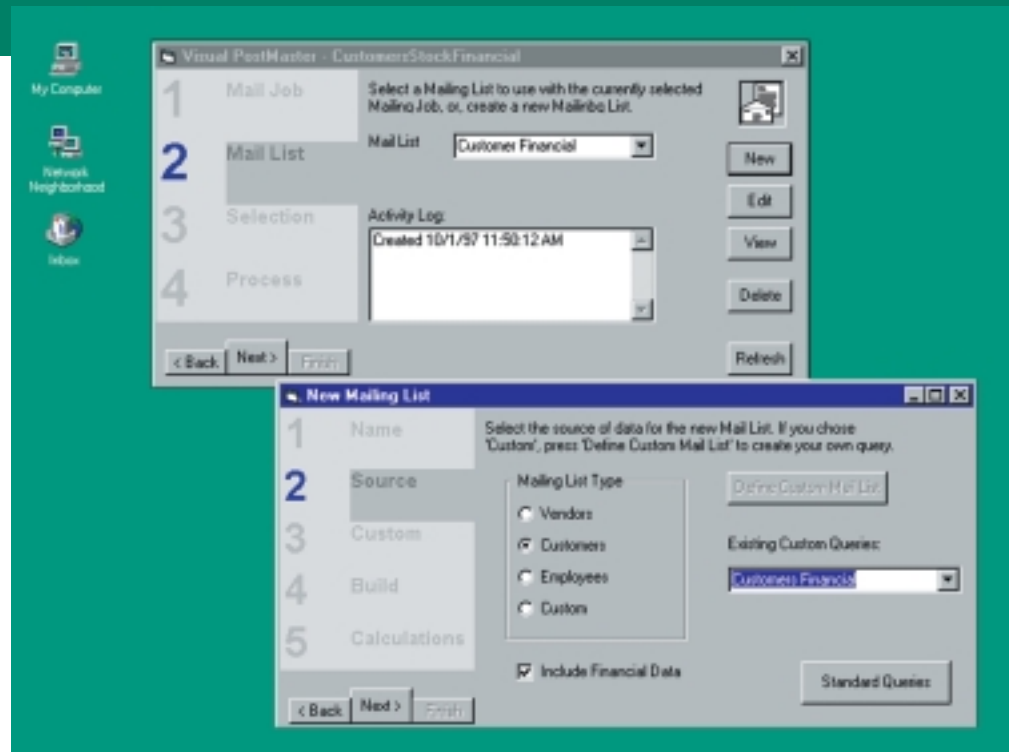 My Computer
Network
Neighborhood
Inbox
Visual PostMaster - CustomersStockFinancial
1 Mail Job
2 Mail List
3 Selection
4 Process
Select a Mailing List to use with the currently selected
Mailing Job, or, create a new Mailinbg List.
Mail List Customer Financial
Activity Log:
Created 10/1/97 11:50:12 AM
New
Edit
View
Delete
Refresh
< Back Next > Finish
New Mailing List
1 Name
2 Source
3 Custom
4 Build
5 Calculations
Select the source of data for the new Mail List. If you chose
'Custom', press 'Define Custom Mail List' to create your own query.
Mailing List Type
Vendors
Customers
Employees
Custom
Include Financial Data
Define Custom Mail List
Existing Custom Queries:
Customers Financial
Standard Queries
< Back Next > Finish